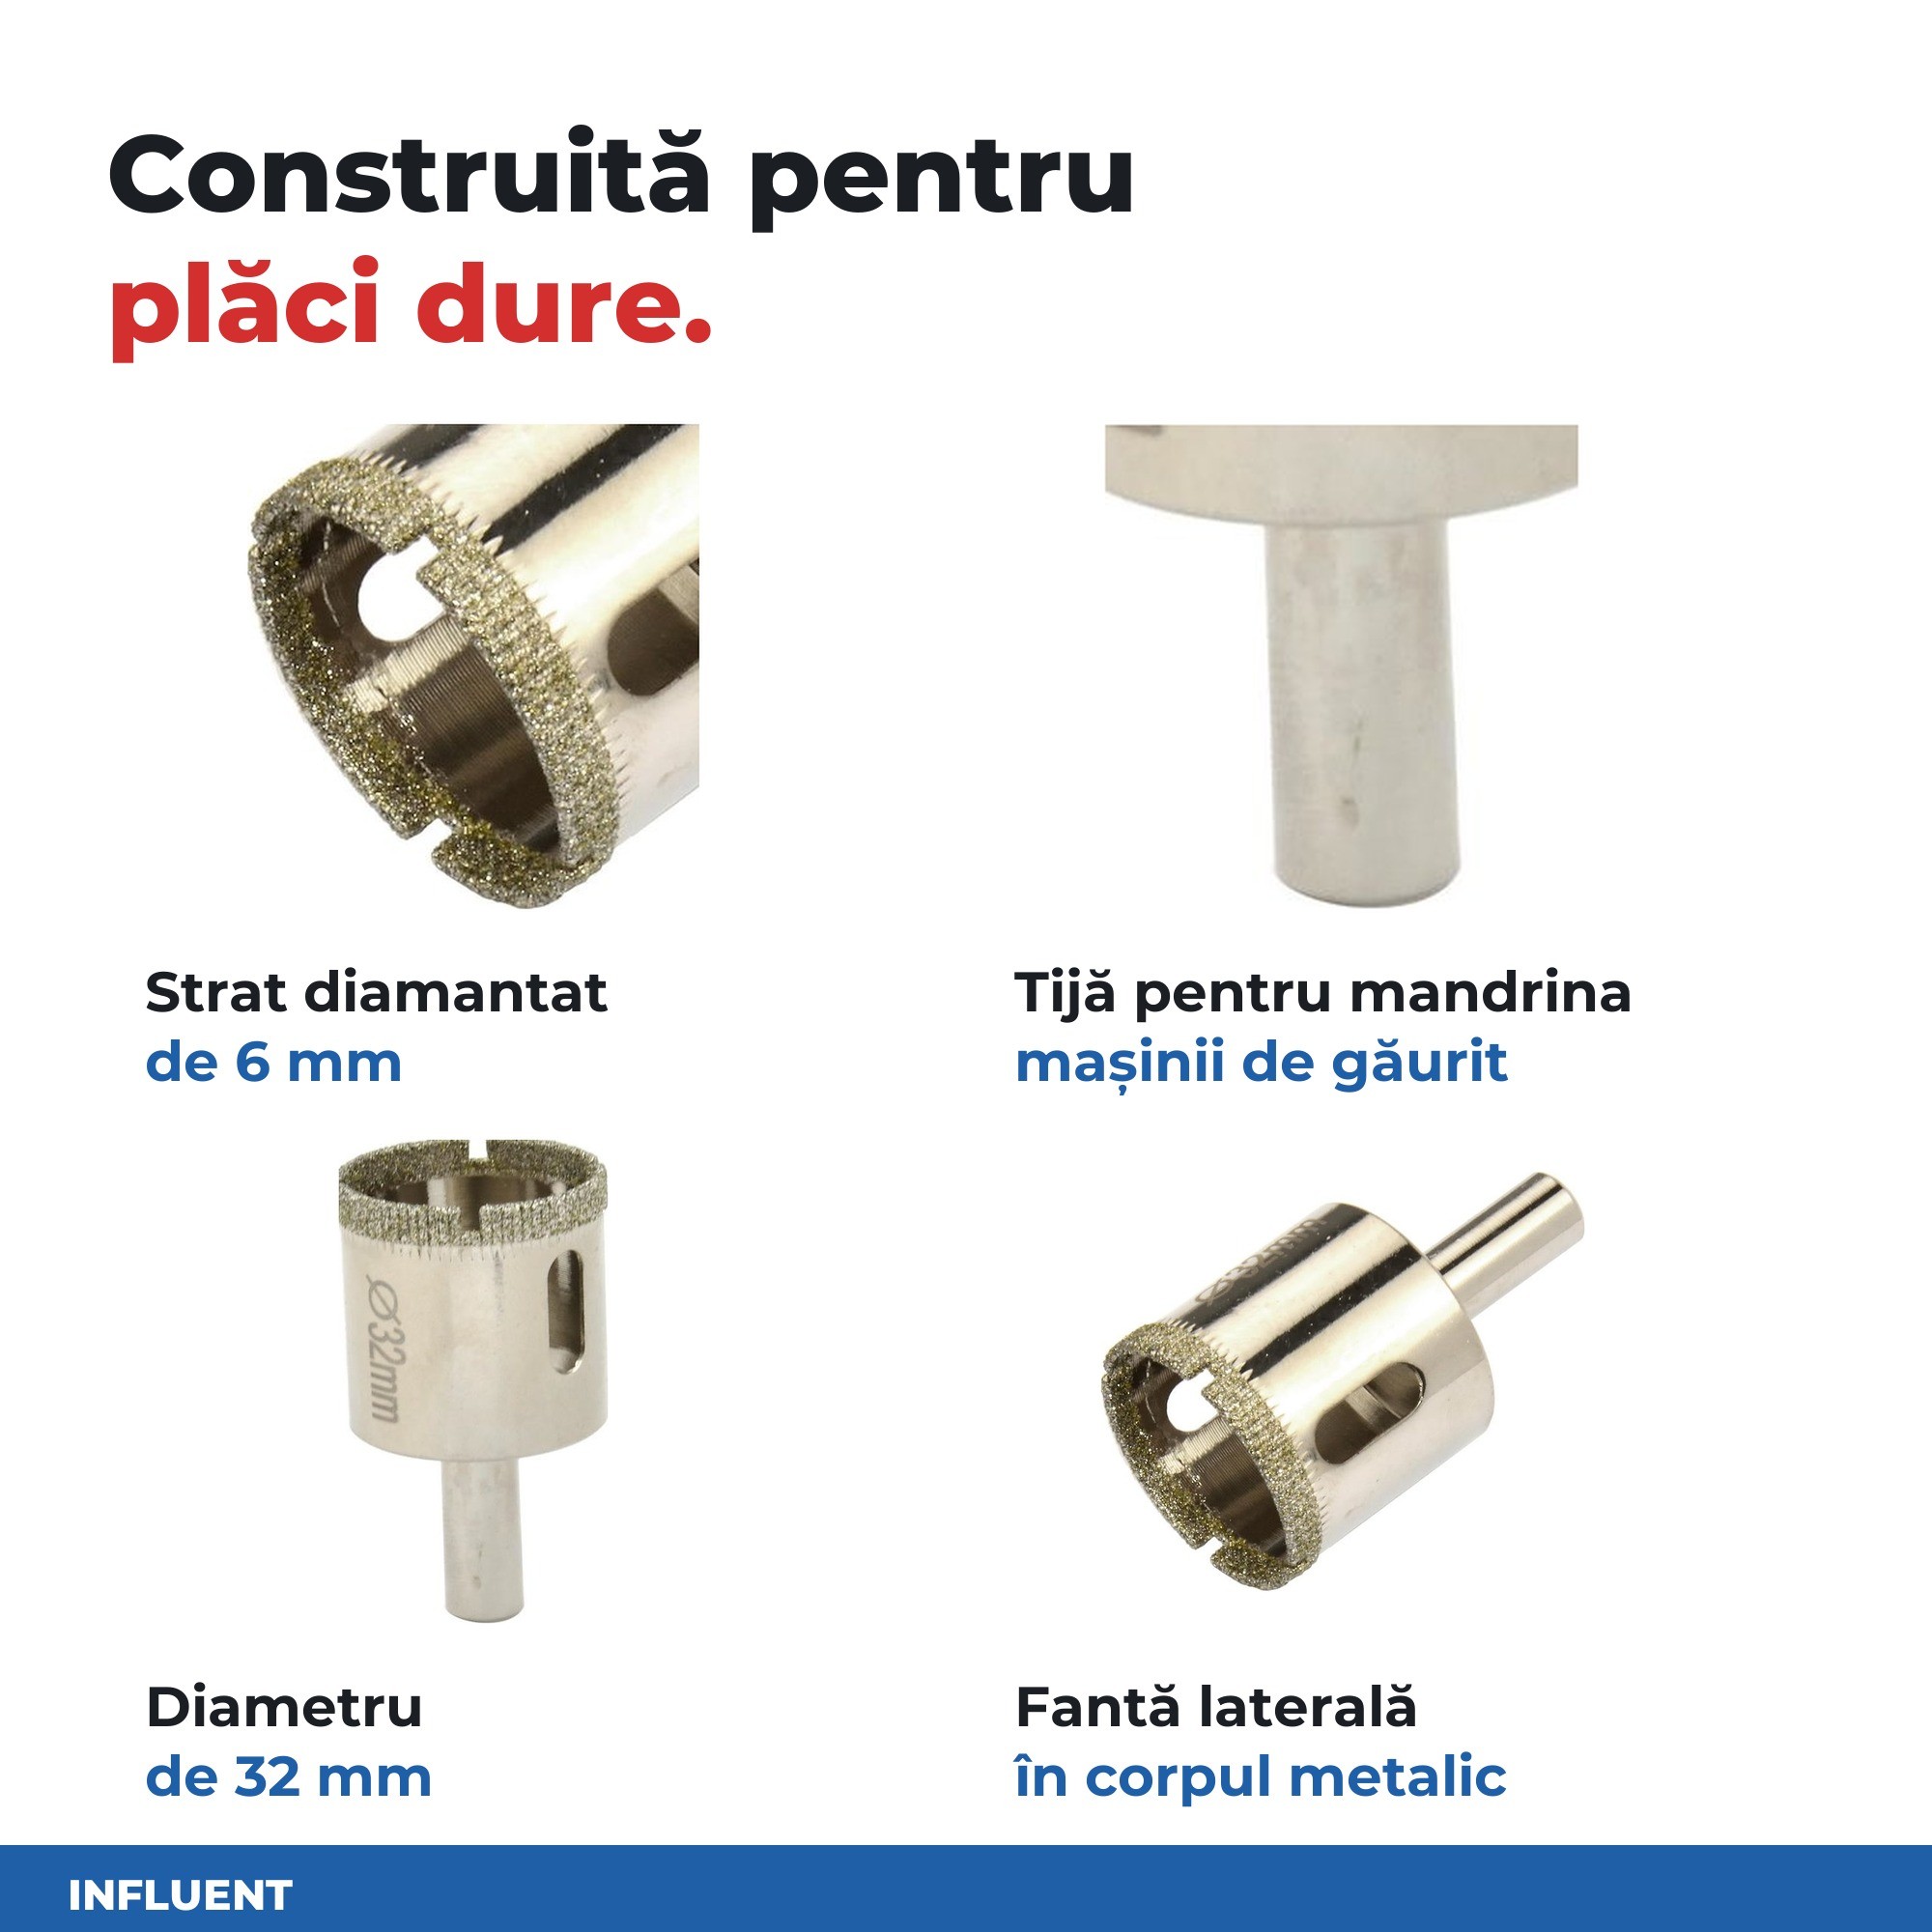 Construită pentru
plăci dure.
Strat diamantat
de 6 mm
Tijă pentru mandrina
mașinii de găurit
Ø32mm
Ø32mm
Diametru
de 32 mm
Fantă laterală
în corpul metalic
INFLUENT